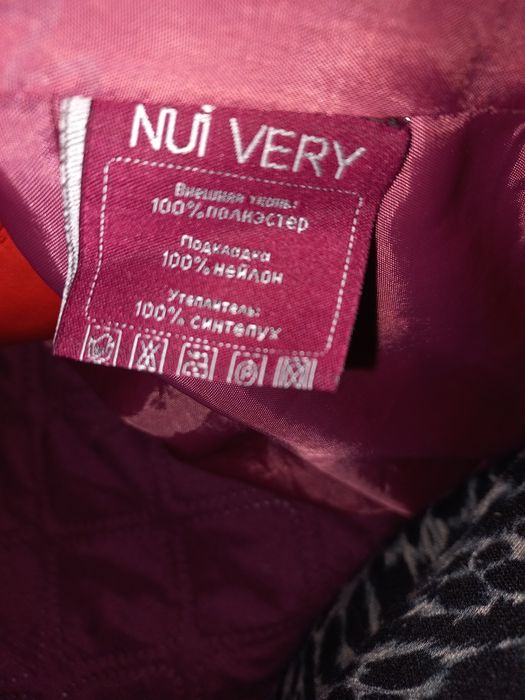 NUi VERY
Внешняя ткань:
100%полиэстер
Подкладка
100%нейлон
Утеплитель:
100% синтепух